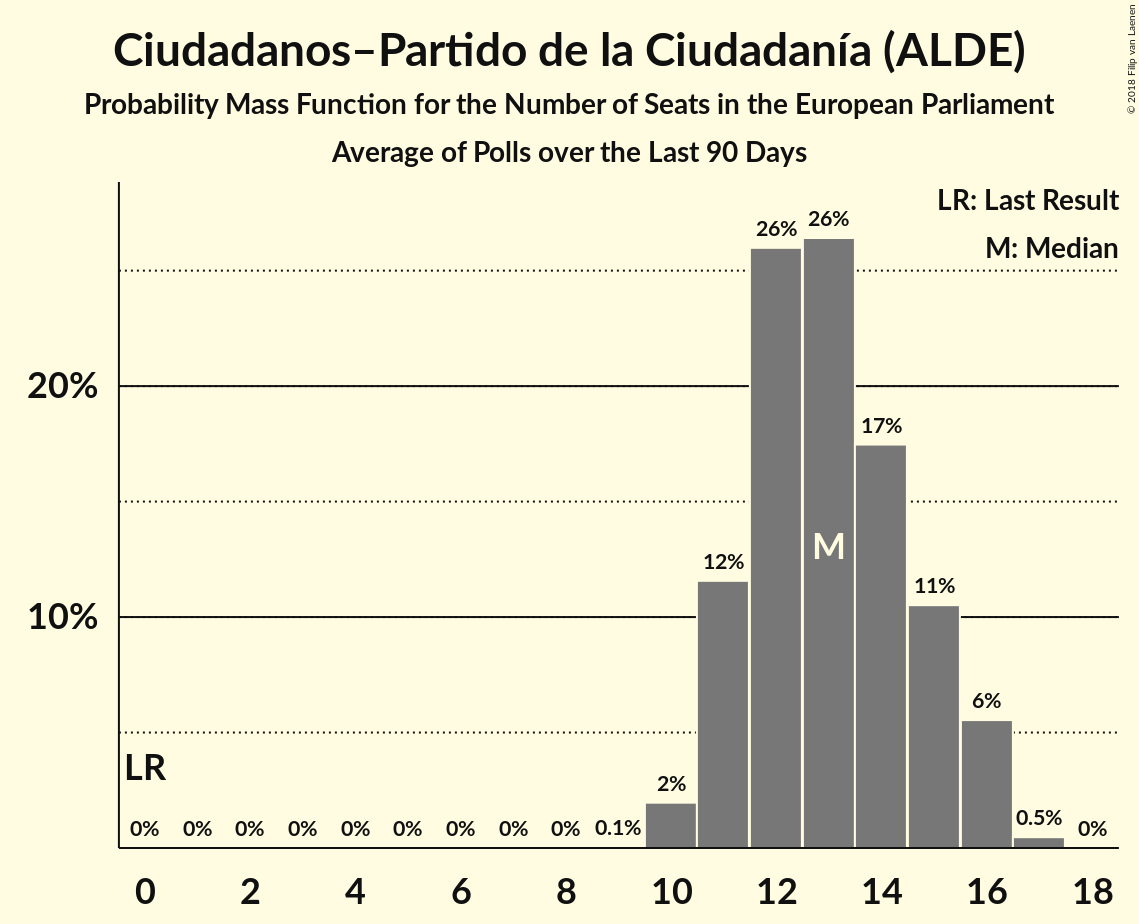 Ciudadanos–Partido de la Ciudadanía (ALDE)
Probability Mass Function for the Number of Seats in the European Parliament
Average of Polls over the Last 90 Days
© 2018 Filip van Laenen
LR: Last Result
M: Median
26% 26%
20%
17%
M
12%
11%
10%
6%
LR
2%
0% 0% 0% 0% 0% 0% 0% 0% 0% 0.1% 0.5% 0%
0 2 4 6 8 10 12 14 16 18